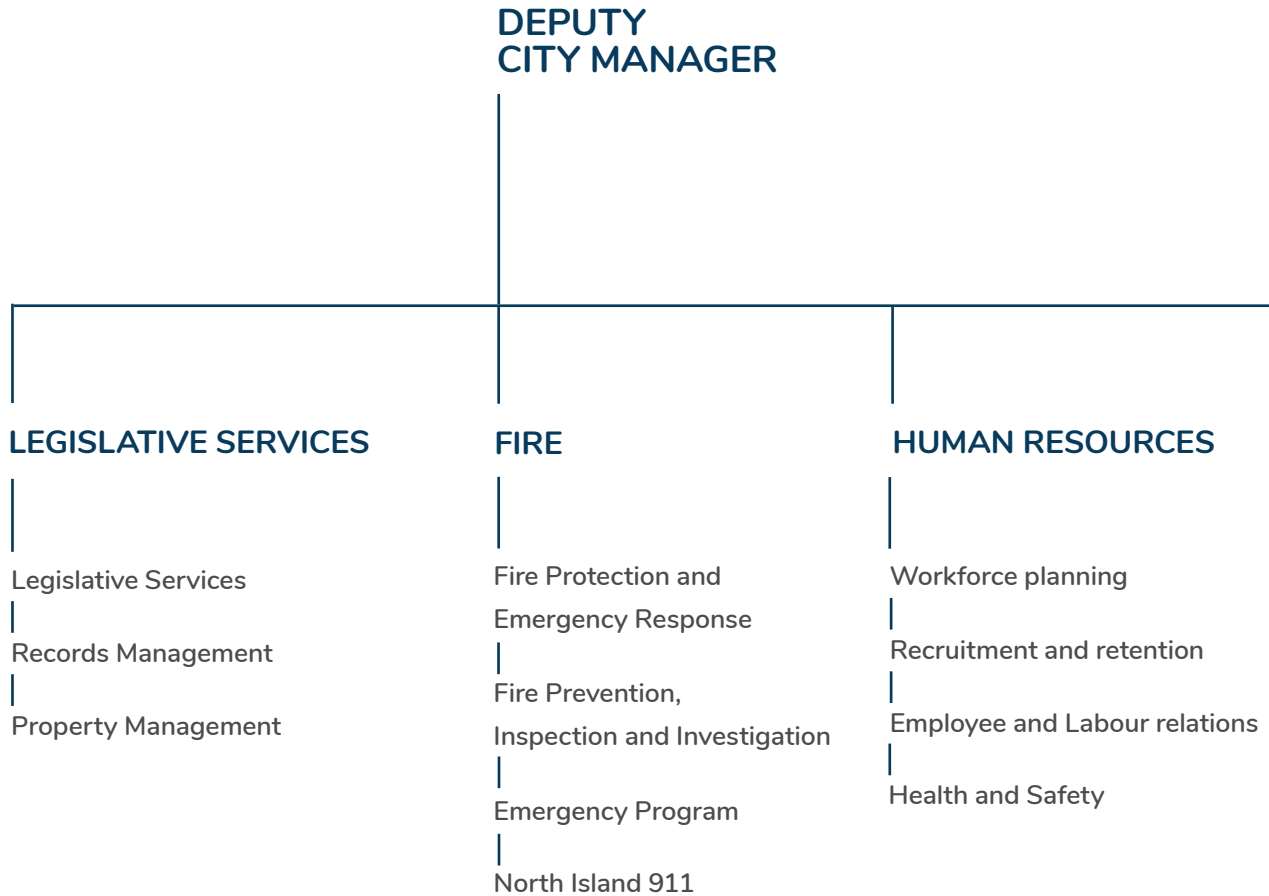 DEPUTY
CITY MANAGER
LEGISLATIVE SERVICES
Legislative Services
Records Management
Property Management
FIRE
Fire Protection and
Emergency Response
Fire Prevention,
Inspection and Investigation
Emergency Program
North Island 911
HUMAN RESOURCES
Workforce planning
Recruitment and retention
Employee and Labour relations
Health and Safety